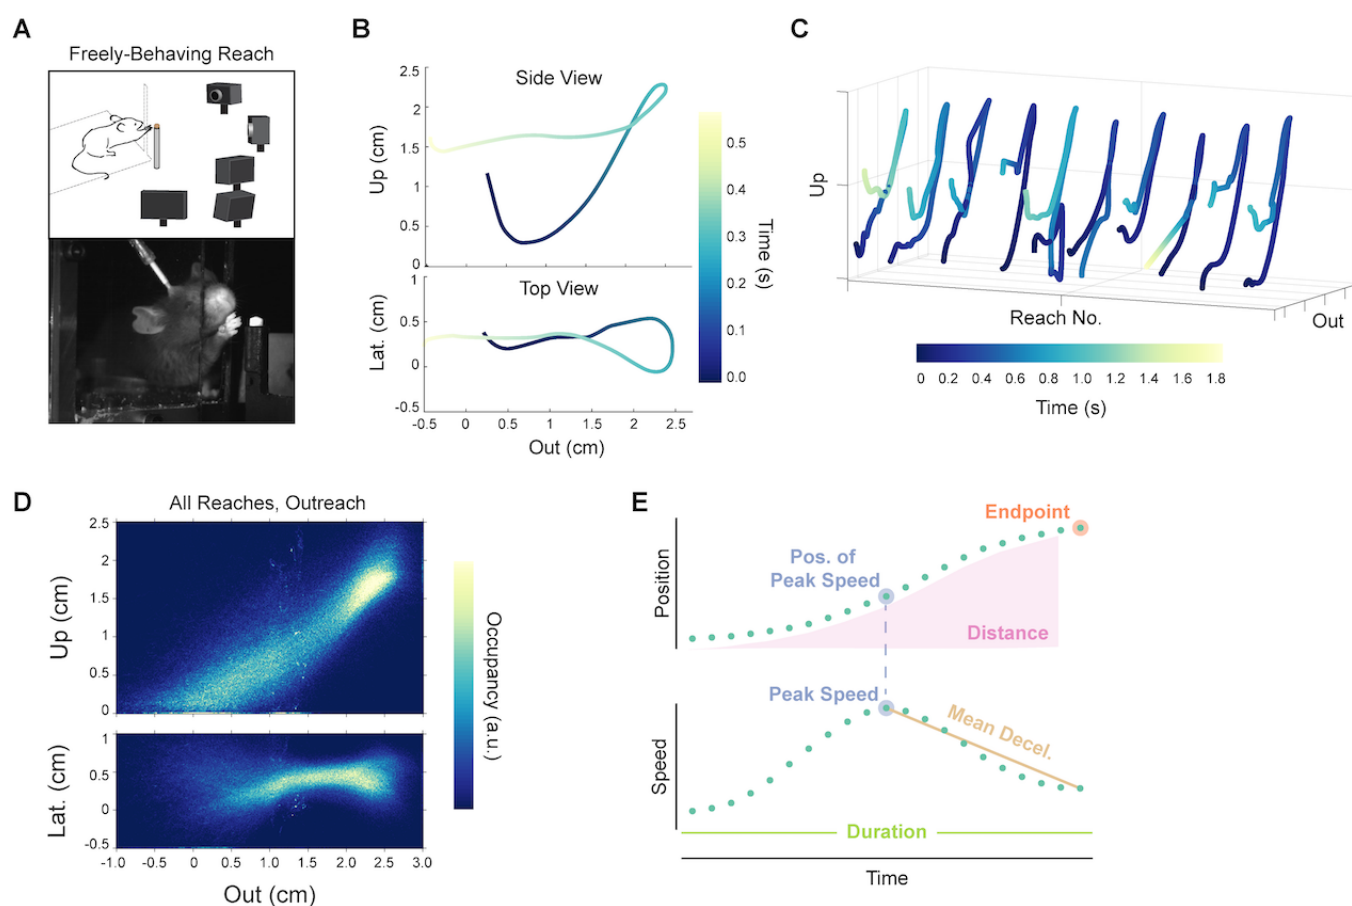 A
Freely-Behaving Reach
B
Side View
Up (cm)
2.5
2
1.5
1
0.5
0
Top View
Lat. (cm)
0.5
0
-0.5
-0.5
0
0.5
1
1.5
2
2.5
Out (cm)
0.5
0.4
0.3
0.2
0.1
0.0
Time (s)
C
Up
Reach No.
Out
0
0.2
0.4
0.6
0.8
1.0
1.2
1.4
1.6
1.8
Time (s)
D
All Reaches, Outreach
Up (cm)
2.5
2
1.5
1
0.5
0
Lat. (cm)
1
0.5
0
-0.5
-1.0
0
0.5
1.0
1.5
2.0
2.5
3.0
Out (cm)
Occupancy (a.u.)
E
Position
Endpoint
Pos. of
Peak Speed
Distance
Speed
Peak Speed
Mean Decel.
Duration
Time